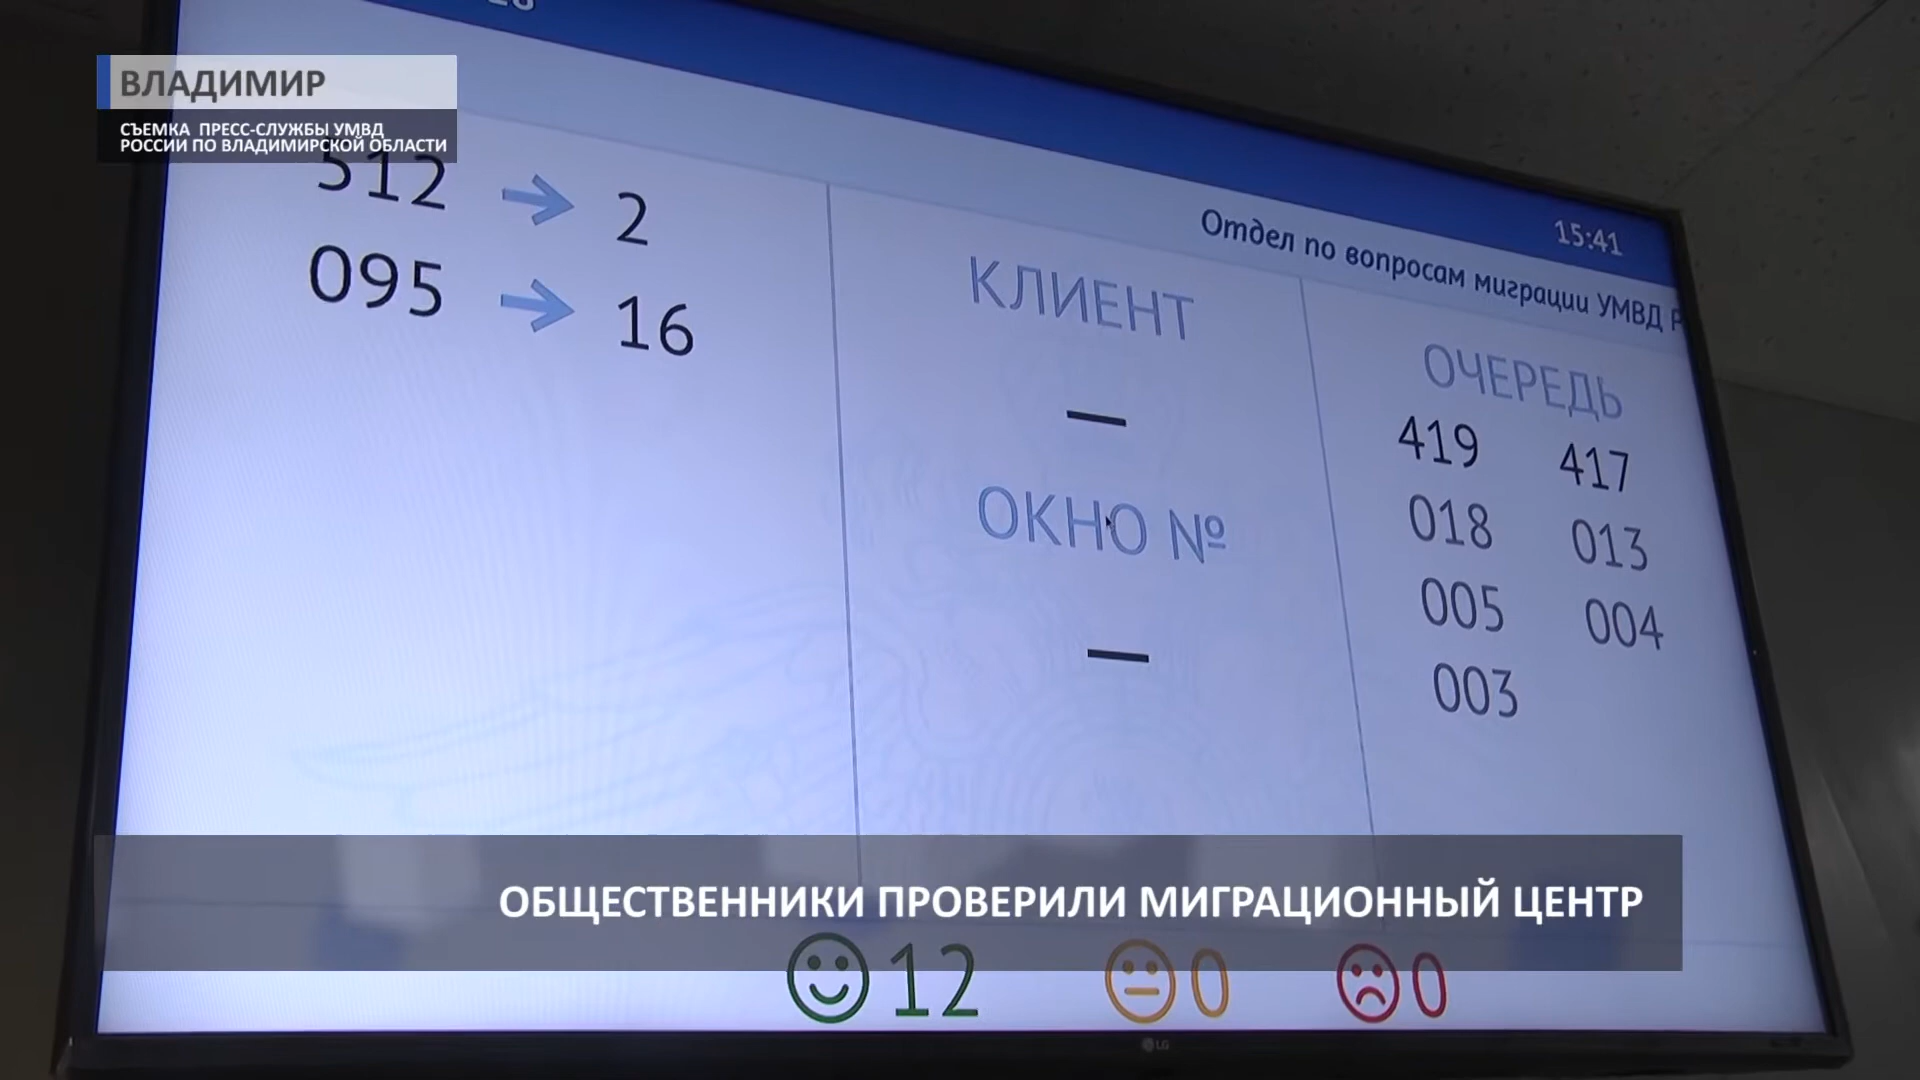 ВЛАДИМИР
СЪЕМКА ПРЕСС-СЛУЖБЫ УМВД
РОССИИ ПО ВЛАДИМИРСКОЙ ОБЛАСТИ
15:41
Отдел по вопросам миграции УМВД
512 → 2
095 → 16
КЛИЕНТ
—
ОКНО №
—
ОЧЕРЕДЬ
419 417
018 013
005 004
003
ОБЩЕСТВЕННИКИ ПРОВЕРИЛИ МИГРАЦИОННЫЙ ЦЕНТР
12 0 0
LG